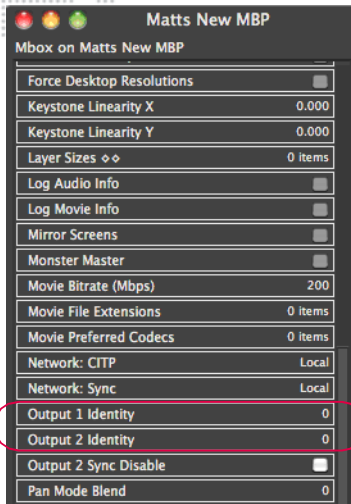 Matts New MBP
Mbox on Matts New MBP
Force Desktop Resolutions
Keystone Linearity X 0.000
Keystone Linearity Y 0.000
Layer Sizes ◇◇ 0 items
Log Audio Info
Log Movie Info
Mirror Screens
Monster Master
Movie Bitrate (Mbps) 200
Movie File Extensions 0 items
Movie Preferred Codecs 0 items
Network: CITP Local
Network: Sync Local
Output 1 Identity 0
Output 2 Identity 0
Output 2 Sync Disable
Pan Mode Blend 0